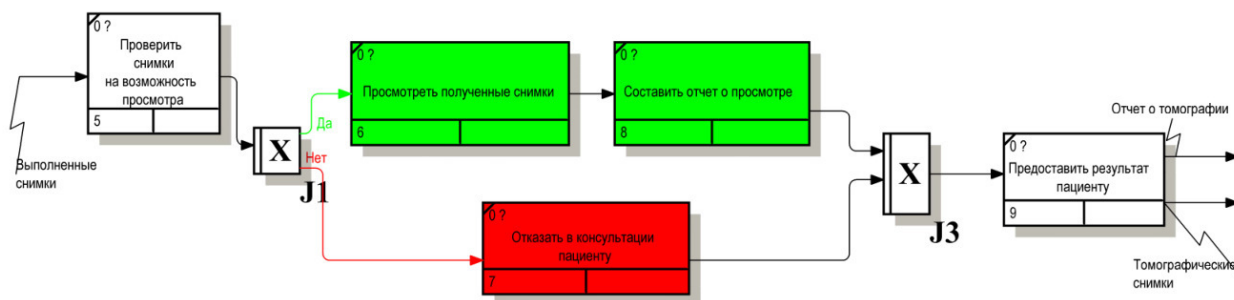 0 ?
Проверить
снимки
на возможность
просмотра
5
Выполненные
снимки
X
J1
Да
Нет
0 ?
Просмотреть полученные снимки
6
0 ?
Составить отчет о просмотре
8
0 ?
Отказать в консультации
пациенту
7
X
J3
0 ?
Предоставить результат
пациенту
9
Отчет о томографии
Томографические
снимки